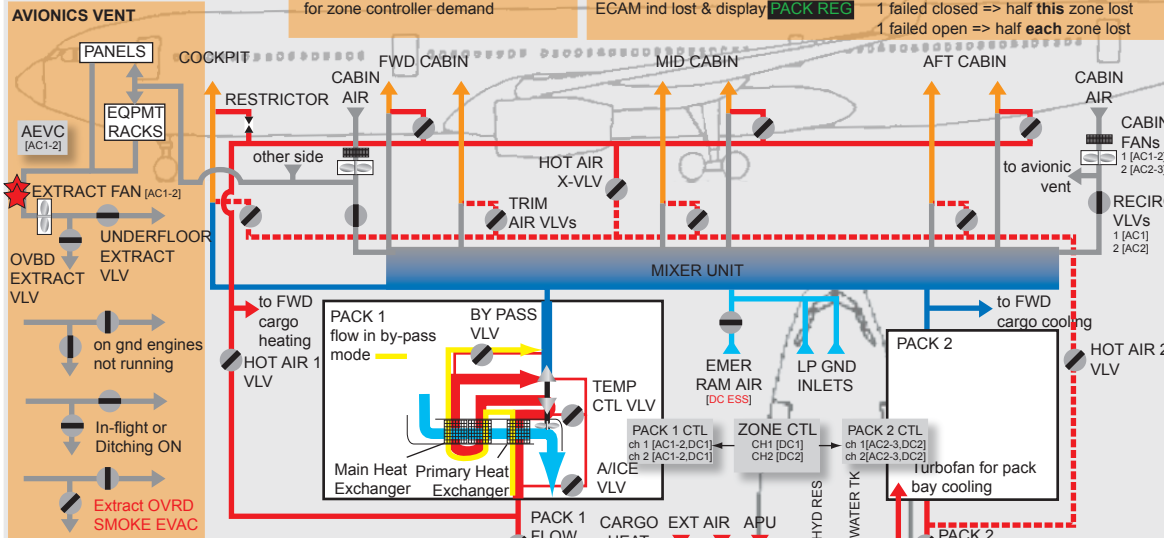 AVIONICS VENT
for zone controller demand
ECAM ind lost & display PACK REG
1 failed closed => half this zone lost
1 failed open => half each zone lost
PANELS
COCKPIT
FWD CABIN
MID CABIN
AFT CABIN
CABIN
AIR
CABIN
AIR
EQPMT
RACKS
RESTRICTOR
AEVC
[AC1-2]
other side
HOT AIR
X-VLV
CABIN
FANs
1 [AC1-2]
2 [AC2-3]
to avionic
vent
EXTRACT FAN [AC1-2]
TRIM
AIR VLVs
RECIRC
VLVs
1 [AC1]
2 [AC2]
UNDERFLOOR
EXTRACT
VLV
OVBD
EXTRACT
VLV
MIXER UNIT
to FWD
cargo
heating
PACK 1
flow in by-pass
mode
BY PASS
VLV
to FWD
cargo cooling
on gnd engines
not running
HOT AIR 1
VLV
EMER
RAM AIR
[DC ESS]
LP GND
INLETS
PACK 2
HOT AIR 2
VLV
TEMP
CTL VLV
In-flight or
Ditching ON
PACK 1 CTL
ch 1 [AC1-2,DC1]
ch 2 [AC1-2,DC1]
ZONE CTL
CH1 [DC1]
CH2 [DC2]
PACK 2 CTL
ch 1 [AC2-3,DC2]
ch 2[AC2-3,DC2]
Main Heat
Exchanger
Primary Heat
Exchanger
A/ICE
VLV
Turbofan for pack
bay cooling
Extract OVRD
SMOKE EVAC
HYD RES
WATER TK
PACK 1
FLOW
CARGO
HEAT
EXT AIR
APU
PACK 2